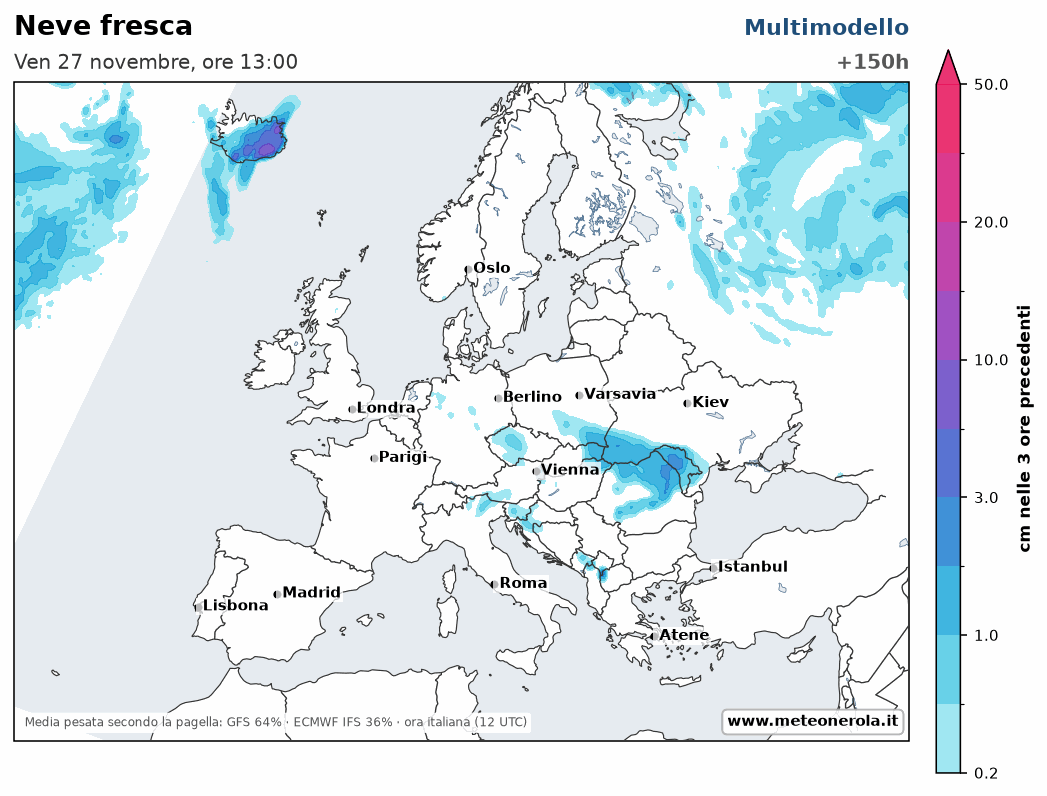 Neve fresca
Multimodello
Ven 27 novembre, ore 13:00
+150h
50.0
20.0
10.0
3.0
1.0
0.2
cm nelle 3 ore precedenti
Oslo
Berlino
Varsavia
Kiev
Londra
Parigi
Vienna
Istanbul
Roma
Madrid
Lisbona
Atene
Media pesata secondo la pagella: GFS 64% · ECMWF IFS 36% · ora italiana (12 UTC)
www.meteonerola.it